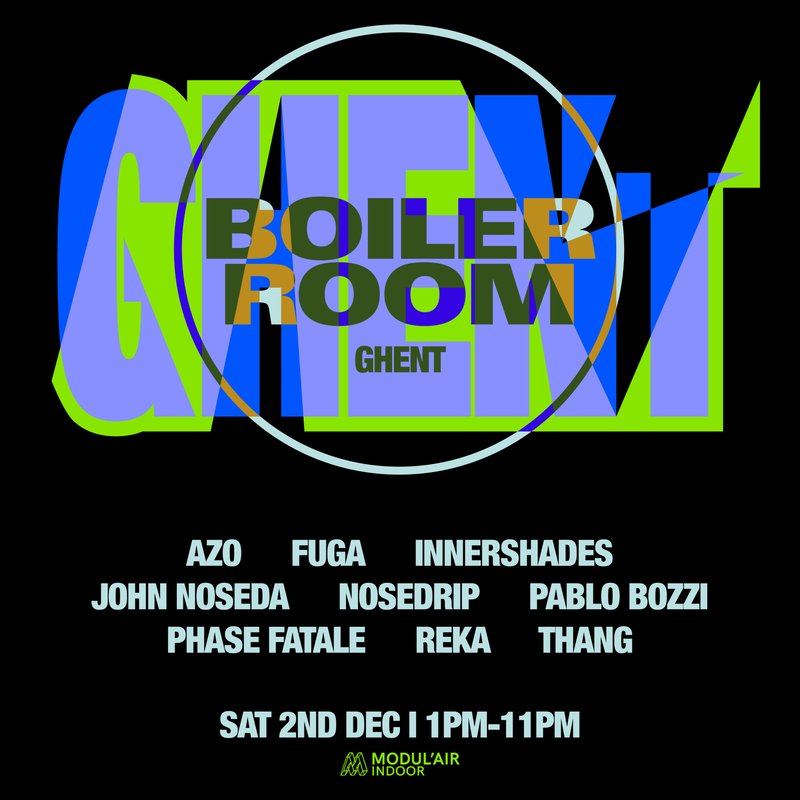 GHENT
BOILER
ROOM
GHENT
AZO FUGA INNERSHADES
JOHN NOSEDA NOSEDRIP PABLO BOZZI
PHASE FATALE REKA THANG
SAT 2ND DEC | 1PM-11PM
MODUL'AIR
INDOOR